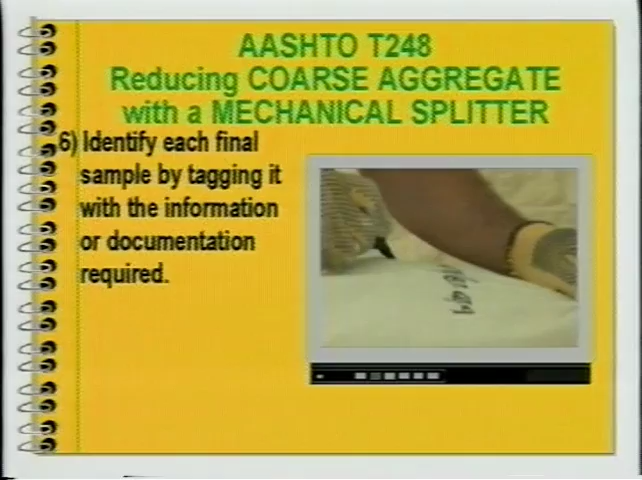 AASHTO T248
Reducing COARSE AGGREGATE
with a MECHANICAL SPLITTER
6) Identify each final
sample by tagging it
with the information
or documentation
required.